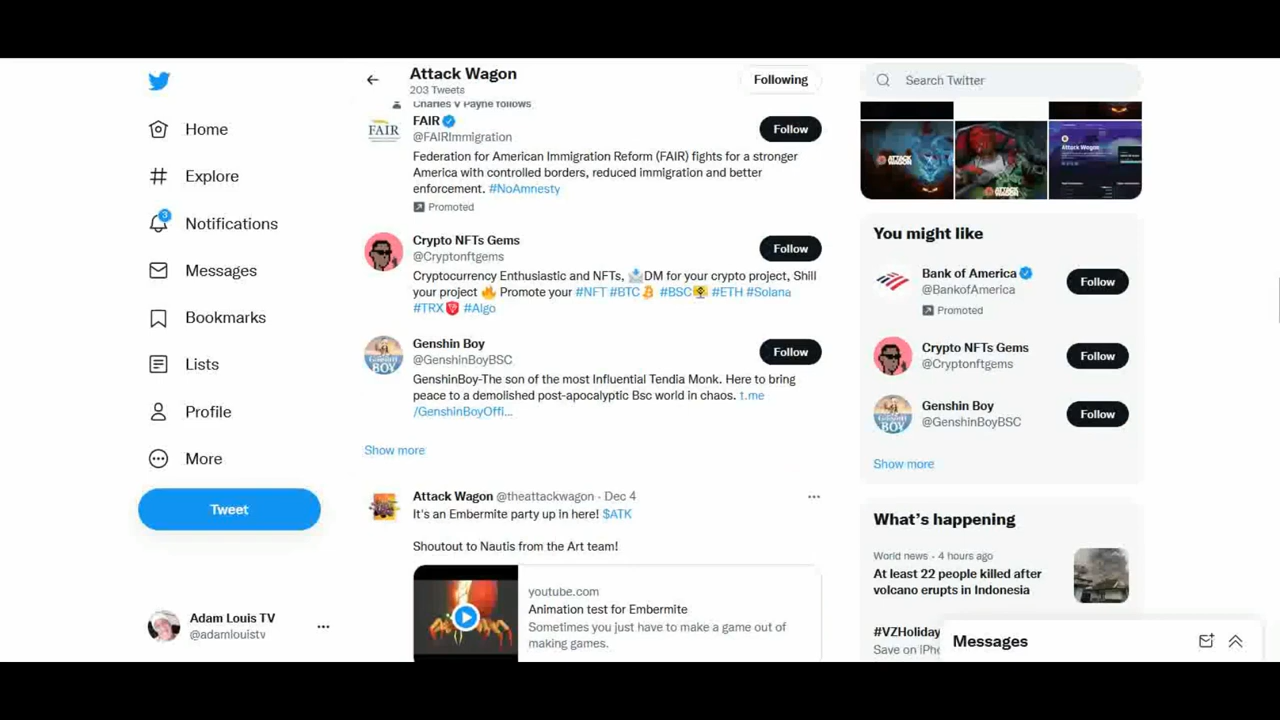 Home
Explore
3
Notifications
Messages
Bookmarks
Lists
Profile
More
Tweet
Adam Louis TV
@adamlouistv
Attack Wagon
203 Tweets
Following
Charles V Payne follows
FAIR
FAIR
@FAIRImmigration
Follow
Federation for American Immigration Reform (FAIR) fights for a stronger
America with controlled borders, reduced immigration and better
enforcement. #NoAmnesty
Promoted
Crypto NFTs Gems
@Cryptonftgems
Follow
Cryptocurrency Enthusiastic and NFTs, 📩DM for your crypto project, Shill
your project 🔥 Promote your #NFT #BTC #BSC #ETH #Solana
#TRX #Algo
GENSHIN
BOY
Genshin Boy
@GenshinBoyBSC
Follow
GenshinBoy-The son of the most Influential Tendia Monk. Here to bring
peace to a demolished post-apocalyptic Bsc world in chaos. t.me
/GenshinBoyOffi...
Show more
Attack Wagon @theattackwagon · Dec 4
It's an Embermite party up in here! $ATK
Shoutout to Nautis from the Art team!
youtube.com
Animation test for Embermite
Sometimes you just have to make a game out of
making games.
Search Twitter
Attack Wagon
You might like
Bank of America
@BankofAmerica
Follow
Promoted
Crypto NFTs Gems
@Cryptonftgems
Follow
GENSHIN
BOY
Genshin Boy
@GenshinBoyBSC
Follow
Show more
What's happening
World news · 4 hours ago
At least 22 people killed after
volcano erupts in Indonesia
#VZHoliday
Save on iPho
Messages